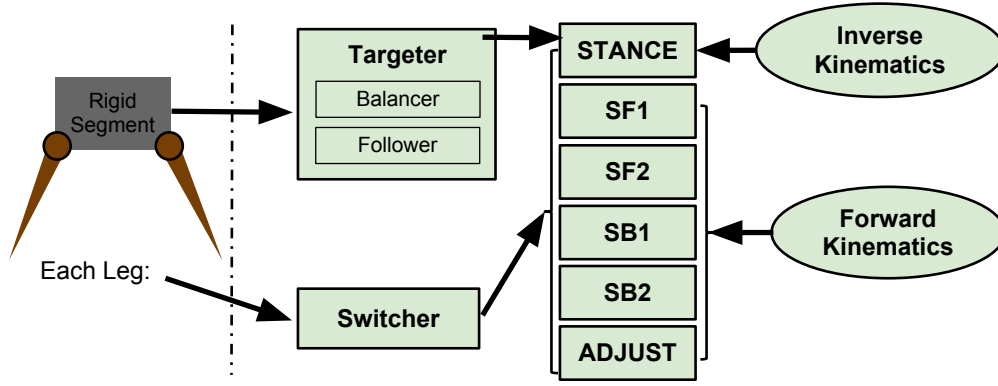 Rigid
Segment
Each Leg:
Targeter
Balancer
Follower
Switcher
STANCE
SF1
SF2
SB1
SB2
ADJUST
Inverse
Kinematics
Forward
Kinematics